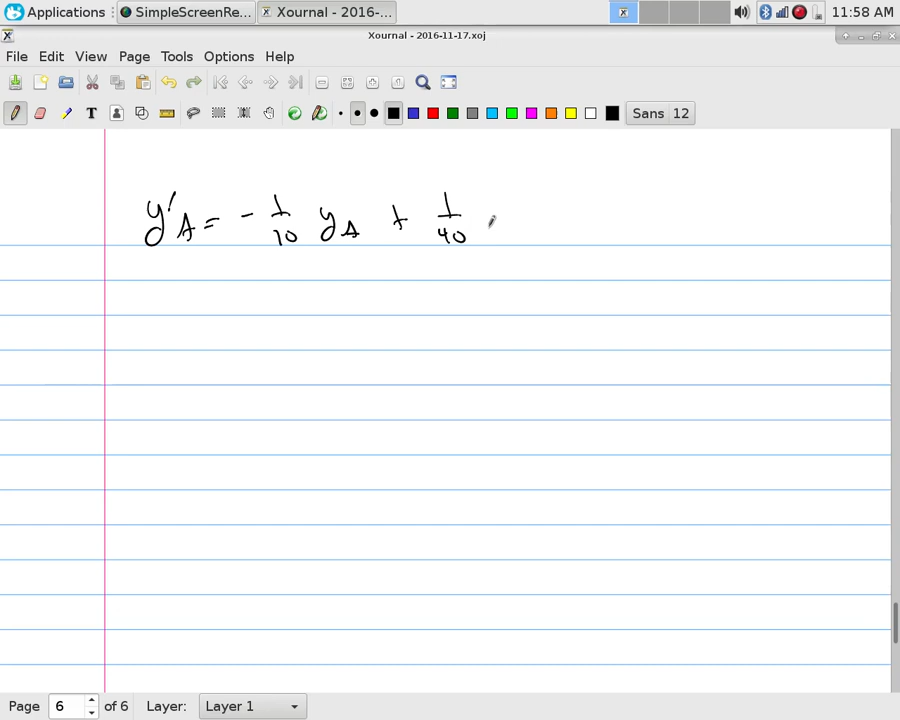 Applications SimpleScreenRe... Xournal - 2016-... 11:58 AM
Xournal - 2016-11-17.xoj
File Edit View Page Tools Options Help
T Sans 12
y'A = - 1/10 yA + 1/40
Page 6 of 6 Layer: Layer 1